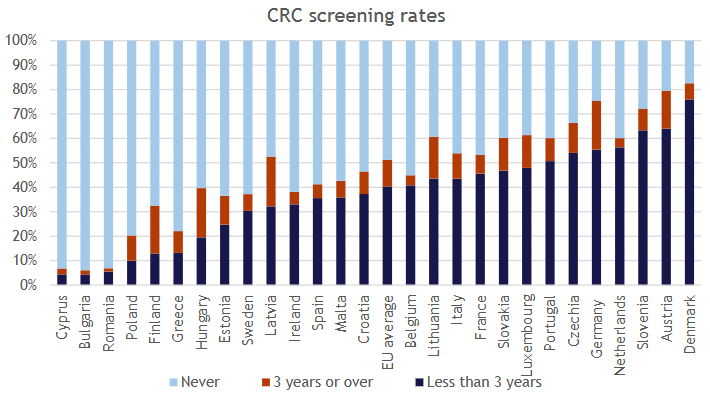 CRC screening rates
100%
90%
80%
70%
60%
50%
40%
30%
20%
10%
0%
Cyprus
Bulgaria
Romania
Poland
Finland
Greece
Hungary
Estonia
Sweden
Latvia
Ireland
Spain
Malta
Croatia
EU average
Belgium
Lithuania
Italy
France
Slovakia
Luxembourg
Portugal
Czechia
Germany
Netherlands
Slovenia
Austria
Denmark
Never 3 years or over Less than 3 years